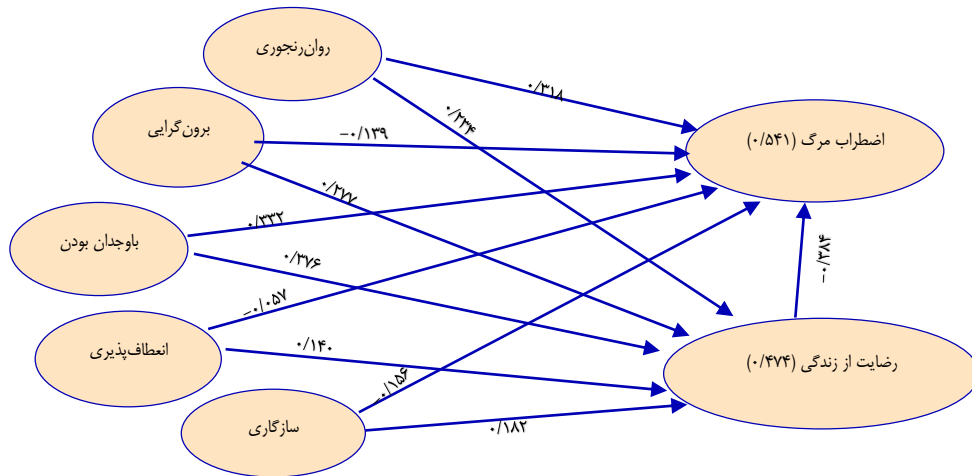 روان‌رنجوری
۰/۳۱۸
۰/۲۳۴
برون‌گرایی
−۰/۱۳۹
اضطراب مرگ (۰/۵۴۱)
۰/۲۷۷
۰/۳۳۲
باوجدان بودن
۰/۳۷۶
−۰/۳۸۴
−۰/۰۵۷
انعطاف‌پذیری
۰/۱۴۰
رضایت از زندگی (۰/۴۷۴)
−۰/۱۵۶
سازگاری
۰/۱۸۲